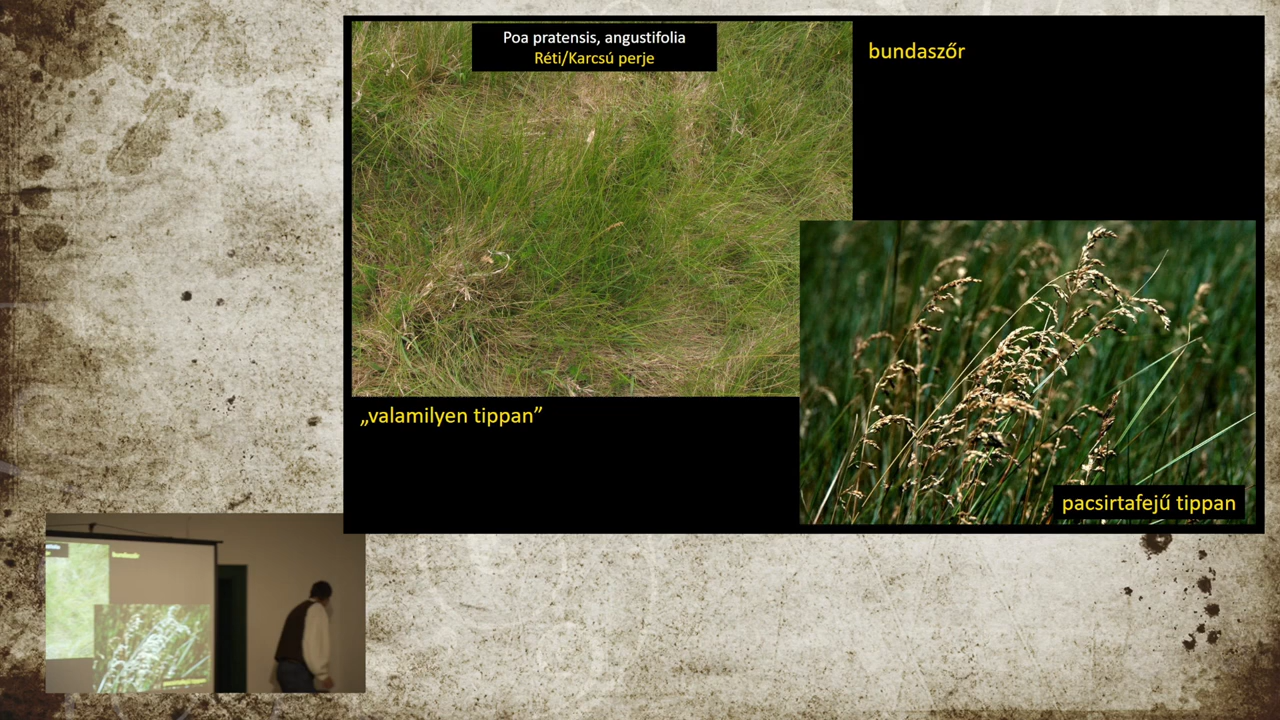 Poa pratensis, angustifolia
Réti/Karcsú perje
bundaszőr
„valamilyen tippan”
pacsirtafejű tippan